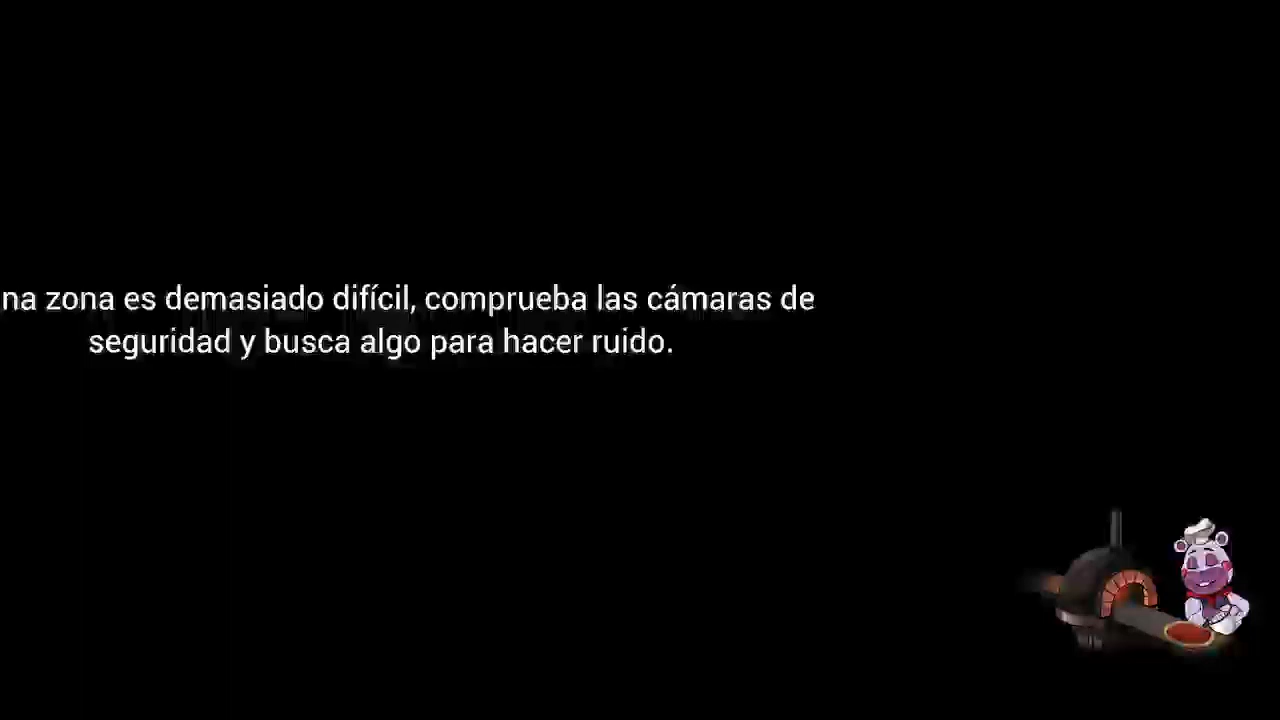 na zona es demasiado difícil, comprueba las cámaras de
seguridad y busca algo para hacer ruido.